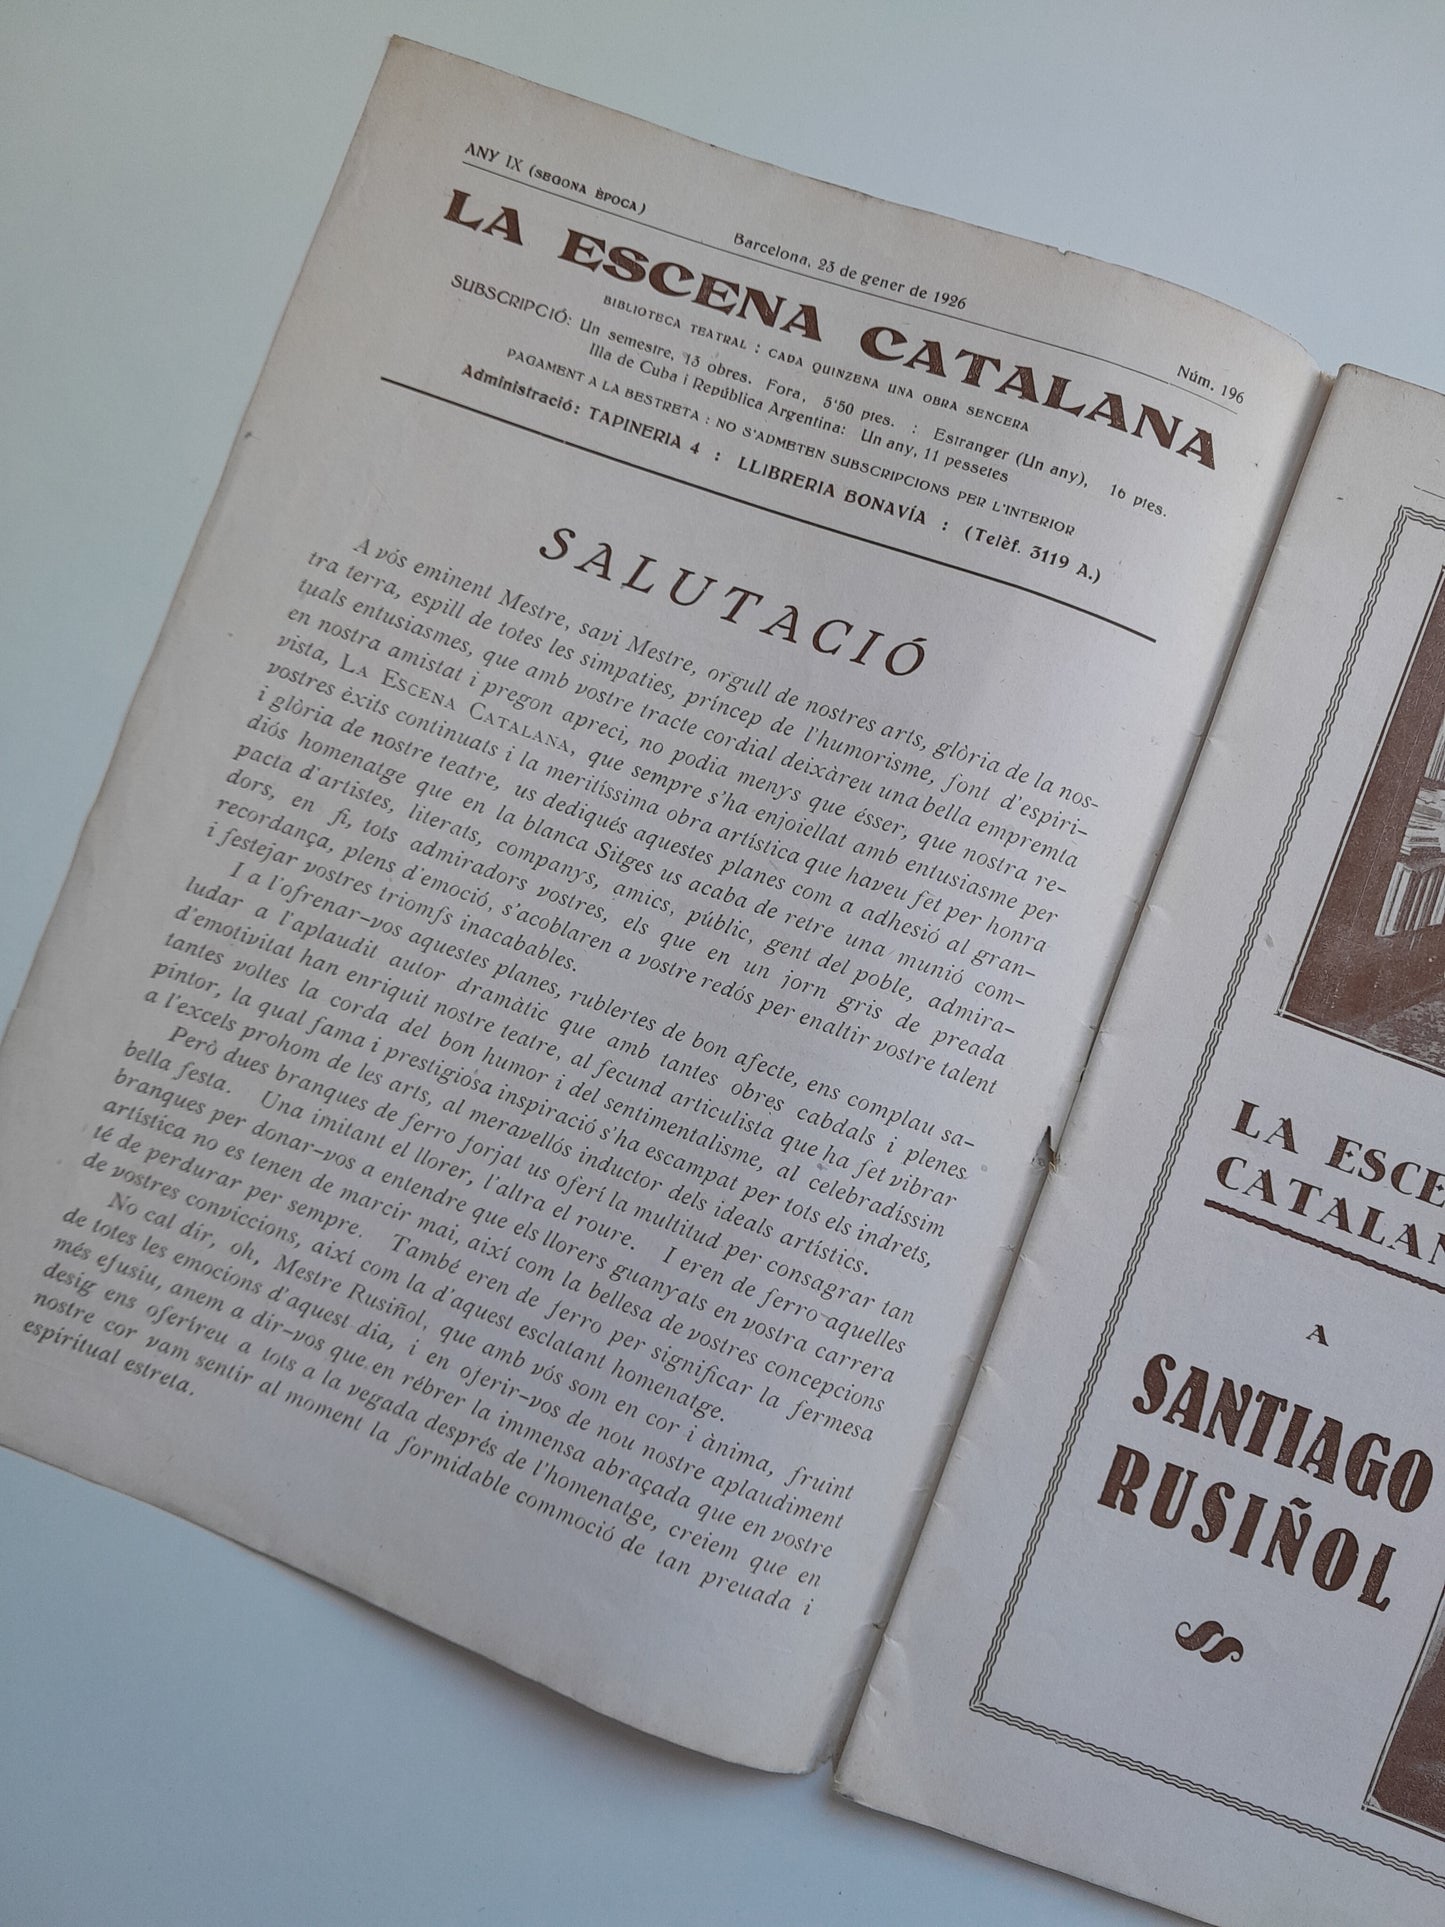 ANY IX (SEGONA ÈPOCA)
Barcelona, 23 de gener de 1926
Núm. 196
LA ESCENA CATALANA
BIBLIOTECA TEATRAL : CADA QUINZENA UNA OBRA SENCERA
SUBSCRIPCIÓ: Un semestre, 13 obres. Fora, 5'50 ptes. : Estranger (Un any), 16 ptes.
Illa de Cuba i República Argentina: Un any, 11 pessetes
PAGAMENT A LA BESTRETA : NO S'ADMETEN SUBSCRIPCIONS PER L'INTERIOR
Administració: TAPINERIA 4 : LLIBRERIA BONAVÍA : (Telèf. 3119 A.)
SALUTACIÓ
A vós eminent Mestre, savi Mestre, orgull de nostres arts, glòria de la nos-
tra terra, espill de totes les simpaties, príncep de l'humorisme, font d'espiri-
tuals entusiasmes, que amb vostre tracte cordial deixàreu una bella empremta
en nostra amistat i pregon apreci, no podia menys que ésser, que nostra re-
vista, LA ESCENA CATALANA, que sempre s'ha enjoiellat amb entusiasme per
vostres èxits continuats i la meritíssima obra artística que haveu fet per honra
i glòria de nostre teatre, us dediqués aquestes planes com a adhesió al gran-
diós homenatge que en la blanca Sitges us acaba de retre una munió com-
pacta d'artistes, literats, companys, amics, públic, gent del poble, admira-
dors, en fi, tots admiradors vostres, els que en un jorn gris de preada
recordança, plens d'emoció, s'acoblaren a vostre redós per enaltir vostre talent
i festejar vostres triomfs inacabables.
I a l'ofrenar-vos aquestes planes, rublertes de bon afecte, ens complau sa-
ludar a l'aplaudit autor dramàtic que amb tantes obres cabdals i plenes
d'emotivitat han enriquit nostre teatre, al fecund articulista que ha fet vibrar
tantes voltes la corda del bon humor i del sentimentalisme, al celebradíssim
pintor, la qual fama i prestigiosa inspiració s'ha escampat per tots els indrets,
a l'excels prohom de les arts, al meravellós inductor dels ideals artístics.
Però dues branques de ferro forjat us oferí la multitud per consagrar tan
bella festa. Una imitant el llorer, l'altra el roure. I eren de ferro aquelles
branques per donar-vos a entendre que els llorers guanyats en vostra carrera
artística no es tenen de marcir mai, així com la bellesa de vostres concepcions
té de perdurar per sempre. També eren de ferro per significar la fermesa
de vostres conviccions, així com la d'aquest esclatant homenatge.
No cal dir, oh, Mestre Rusiñol, que amb vós som en cor i ànima, fruint
de totes les emocions d'aquest dia, i en oferir-vos de nou nostre aplaudiment
més efusiu, anem a dir-vos que en rébrer la immensa abraçada que en vostre
desig ens oferireu a tots a la vegada després de l'homenatge, creiem que en
nostre cor vam sentir al moment la formidable commoció de tan preuada i
espiritual estreta.
LA ESCE
CATALAN
A
SANTIAGO
RUSIÑOL